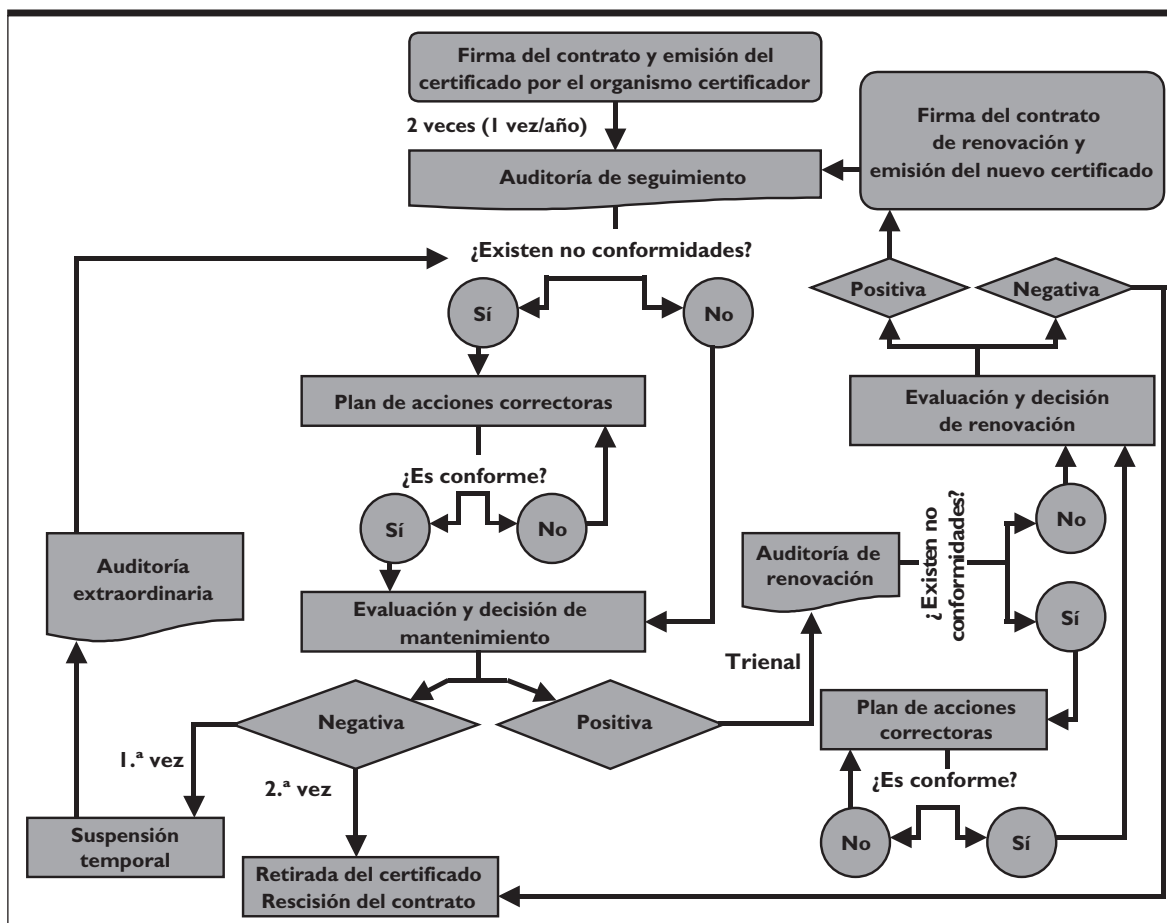 Firma del contrato y emisión del
certificado por el organismo certificador
2 veces (1 vez/año)
Firma del contrato
de renovación y
emisión del nuevo certificado
Auditoría de seguimiento
¿Existen no conformidades?
Sí
No
Positiva
Negativa
Plan de acciones correctoras
Evaluación y decisión
de renovación
¿Es conforme?
Sí
No
Auditoría
extraordinaria
Auditoría de
renovación
¿Existen no
conformidades?
No
Sí
Evaluación y decisión de
mantenimiento
Trienal
Negativa
Positiva
Plan de acciones
correctoras
1.ª vez
2.ª vez
¿Es conforme?
No
Sí
Suspensión
temporal
Retirada del certificado
Rescisión del contrato